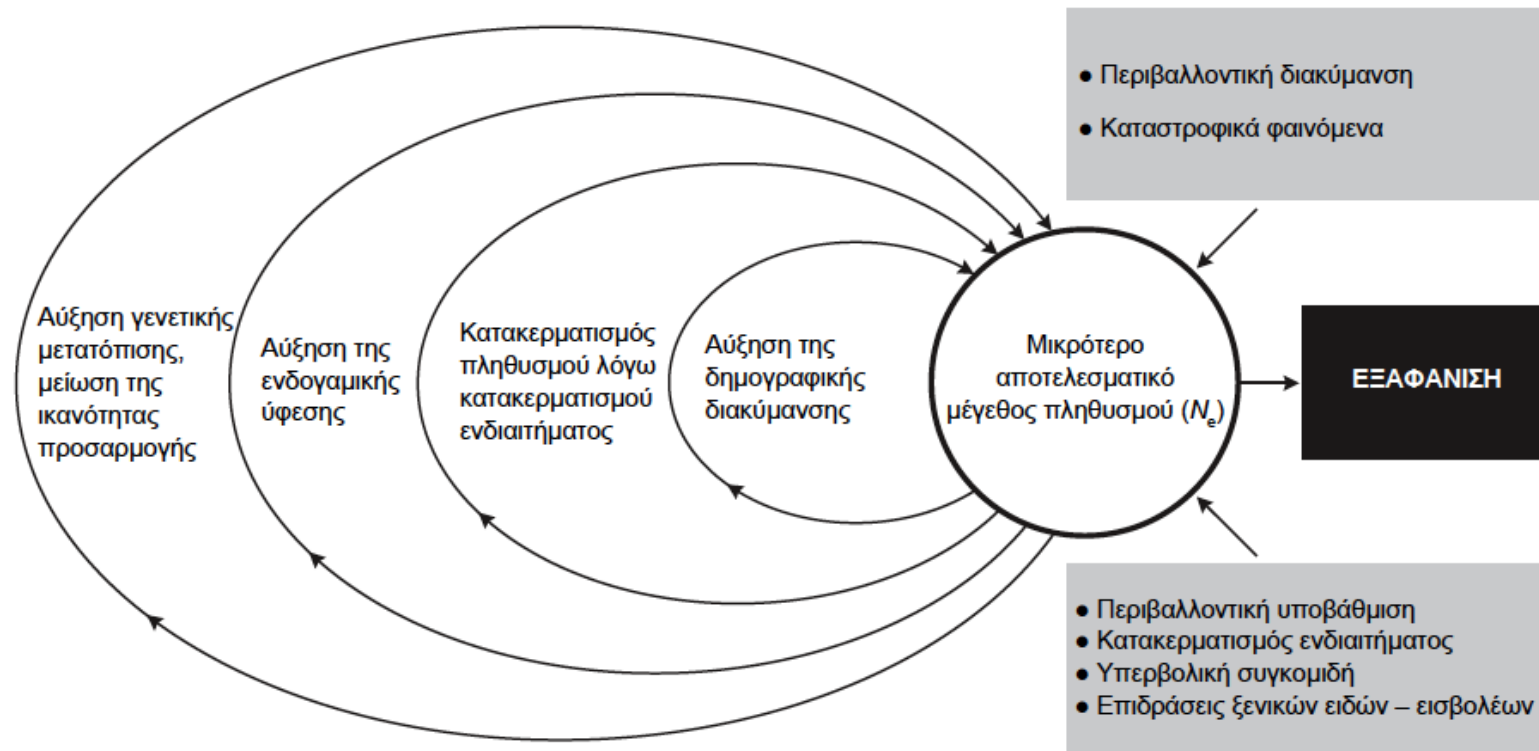 ● Περιβαλλοντική διακύμανση
● Καταστροφικά φαινόμενα
Αύξηση γενετικής
μετατόπισης,
μείωση της
ικανότητας
προσαρμογής
Αύξηση της
ενδογαμικής
ύφεσης
Κατακερματισμός
πληθυσμού λόγω
κατακερματισμού
ενδιαιτήματος
Αύξηση της
δημογραφικής
διακύμανσης
Μικρότερο
αποτελεσματικό
μέγεθος πληθυσμού (Ne)
ΕΞΑΦΑΝΙΣΗ
● Περιβαλλοντική υποβάθμιση
● Κατακερματισμός ενδιαιτήματος
● Υπερβολική συγκομιδή
● Επιδράσεις ξενικών ειδών – εισβολέων